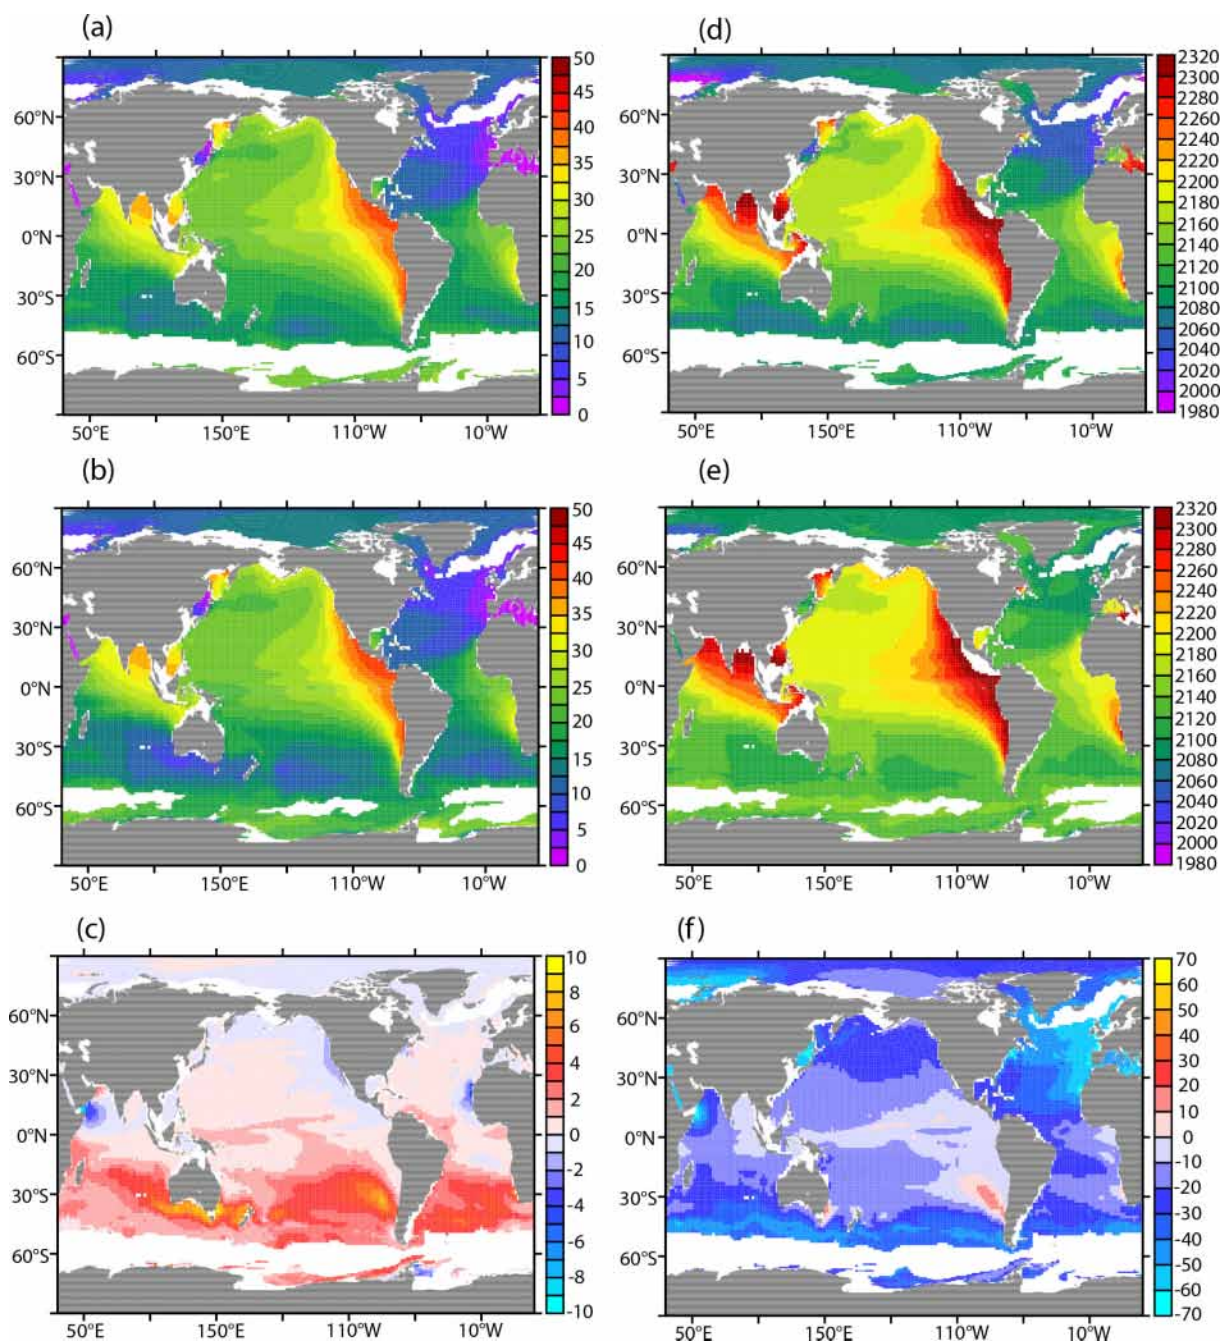 (a)
60°N
30°N
0°N
30°S
60°S
50°E 150°E 110°W 10°W
50
45
40
35
30
25
20
15
10
5
0
(d)
60°N
30°N
0°N
30°S
60°S
50°E 150°E 110°W 10°W
2320
2300
2280
2260
2240
2220
2200
2180
2160
2140
2120
2100
2080
2060
2040
2020
2000
1980
(b)
60°N
30°N
0°N
30°S
60°S
50°E 150°E 110°W 10°W
50
45
40
35
30
25
20
15
10
5
0
(e)
60°N
30°N
0°N
30°S
60°S
50°E 150°E 110°W 10°W
2320
2300
2280
2260
2240
2220
2200
2180
2160
2140
2120
2100
2080
2060
2040
2020
2000
1980
(c)
60°N
30°N
0°N
30°S
60°S
50°E 150°E 110°W 10°W
10
8
6
4
2
0
-2
-4
-6
-8
-10
(f)
60°N
30°N
0°N
30°S
60°S
50°E 150°E 110°W 10°W
70
60
50
40
30
20
10
0
-10
-20
-30
-40
-50
-60
-70